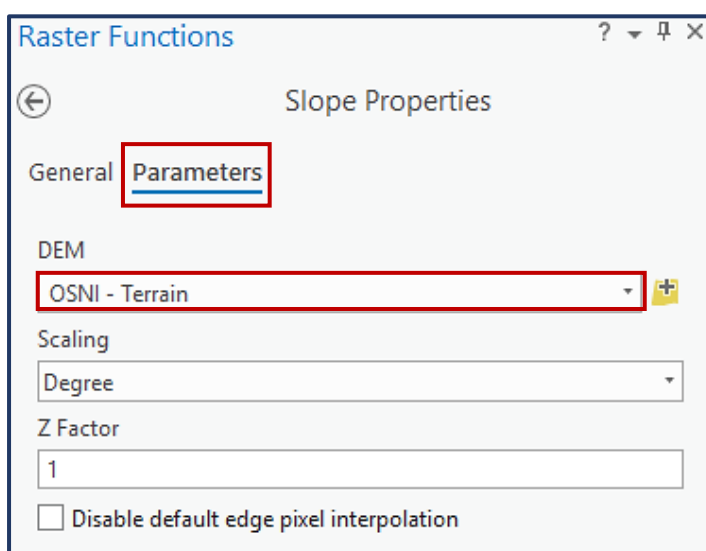 Raster Functions ?
Slope Properties
General Parameters
DEM
OSNI - Terrain
Scaling
Degree
Z Factor
1
Disable default edge pixel interpolation